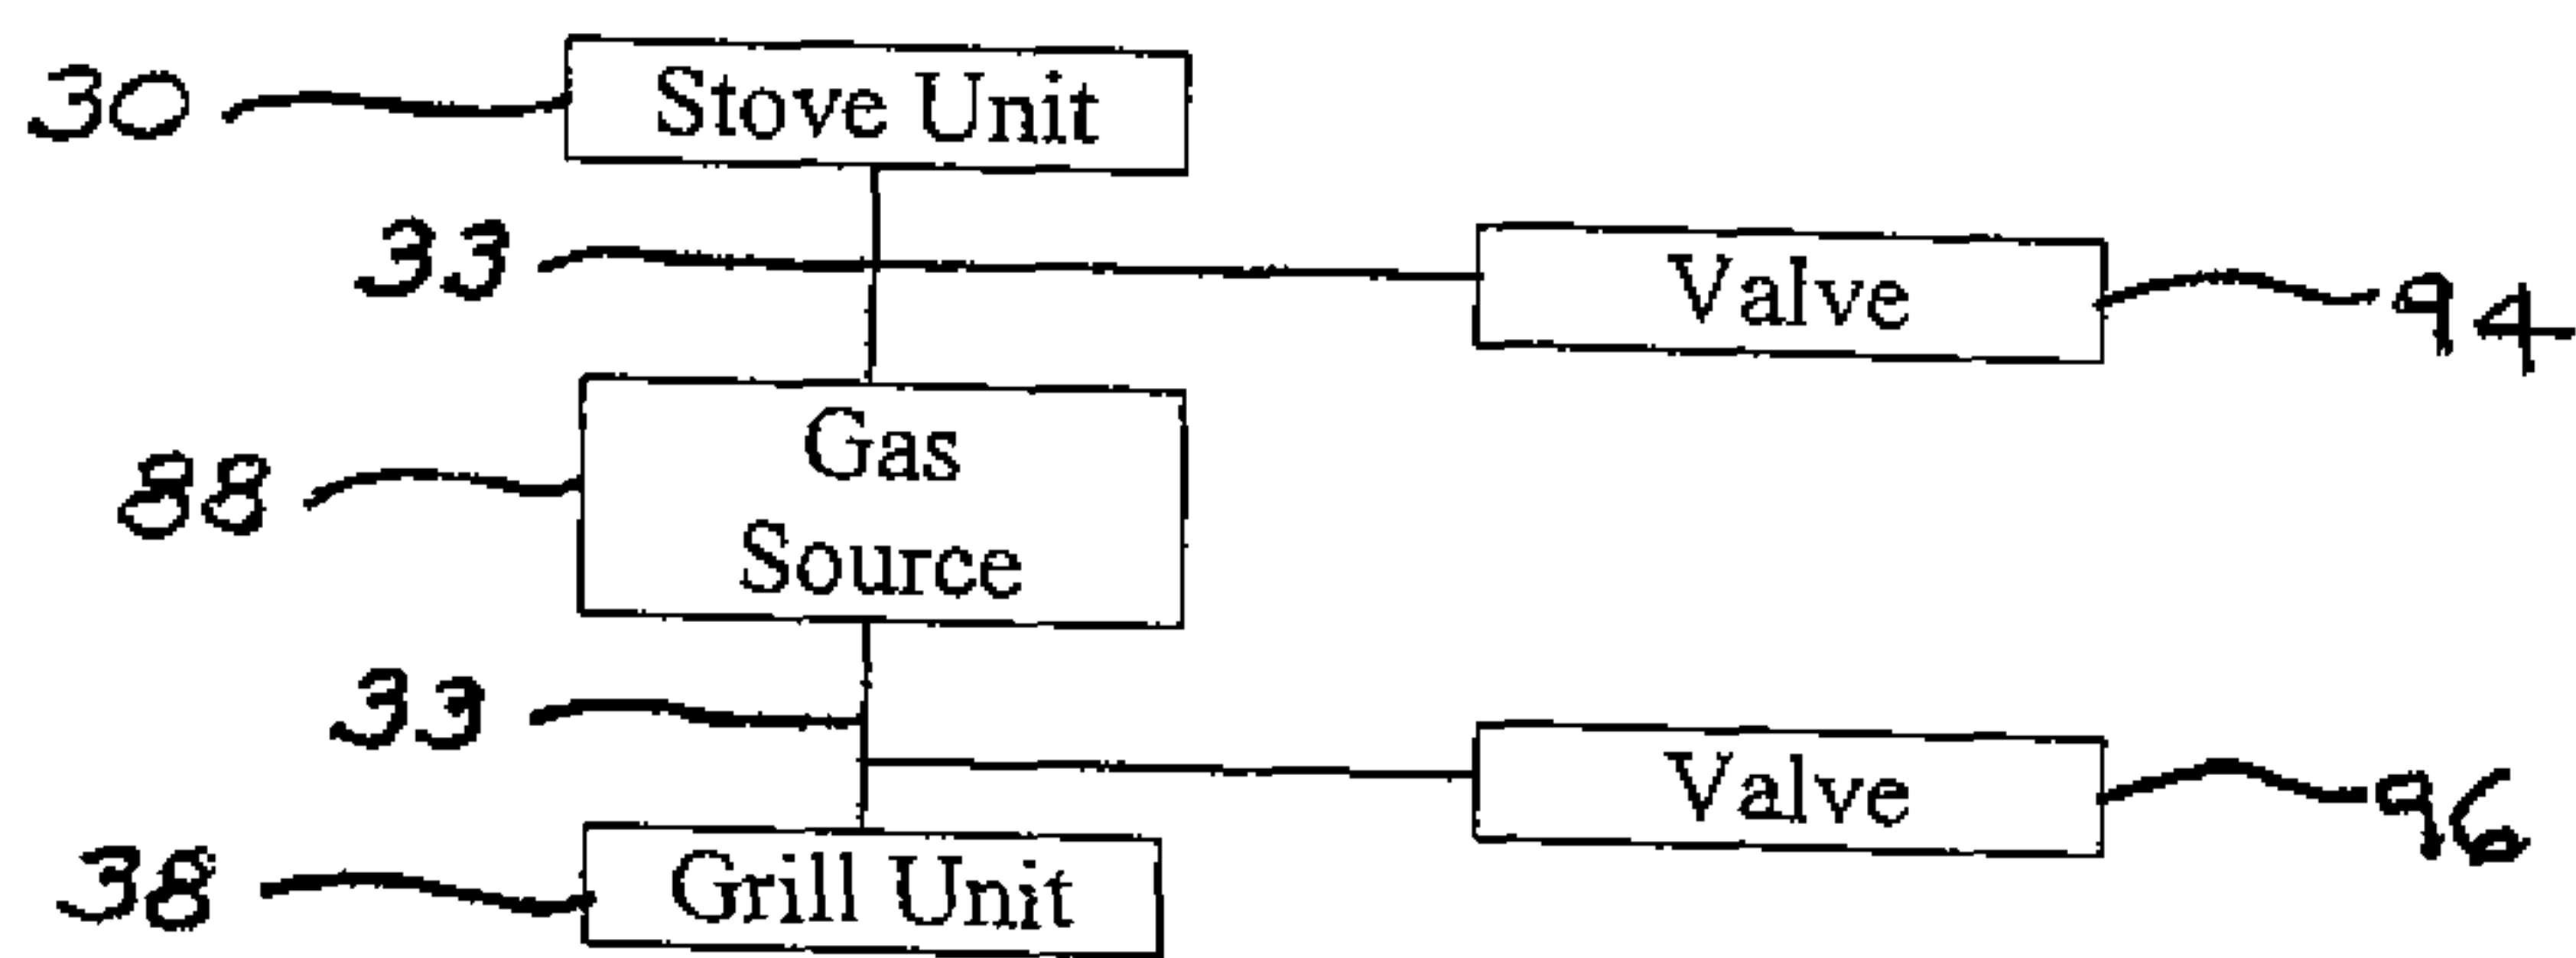 30 Stove Unit
33 Valve 94
88 Gas
Source
33 Valve 96
38 Grill Unit